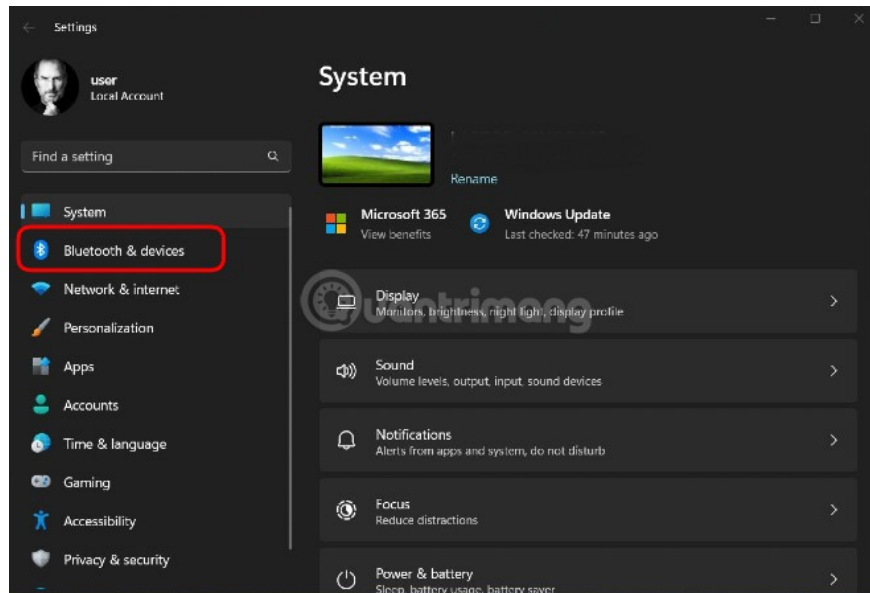 Settings
user
Local Account
Find a setting
System
Bluetooth & devices
Network & internet
Personalization
Apps
Accounts
Time & language
Gaming
Accessibility
Privacy & security
System
Rename
Microsoft 365
View benefits
Windows Update
Last checked: 47 minutes ago
Display
Monitors, brightness, night light, display profile
Quantrimang
Sound
Volume levels, output, input, sound devices
Notifications
Alerts from apps and system, do not disturb
Focus
Reduce distractions
Power & battery
Sleep, battery usage, battery saver